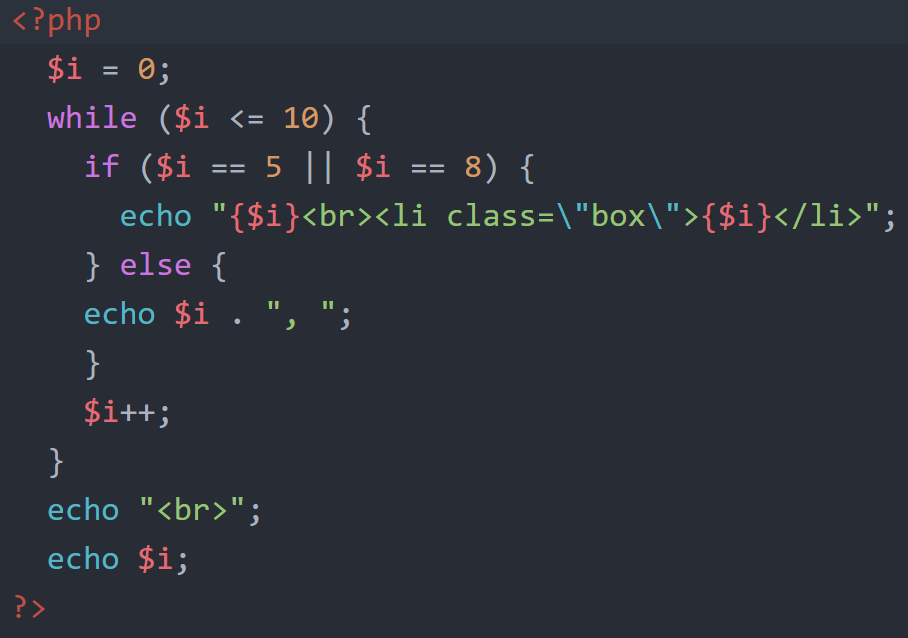 <?php
  $i = 0;
  while ($i <= 10) {
    if ($i == 5 || $i == 8) {
      echo "{$i}<br><li class=\"box\">{$i}</li>";
    } else {
    echo $i . ", ";
    }
    $i++;
  }
  echo "<br>";
  echo $i;
?>